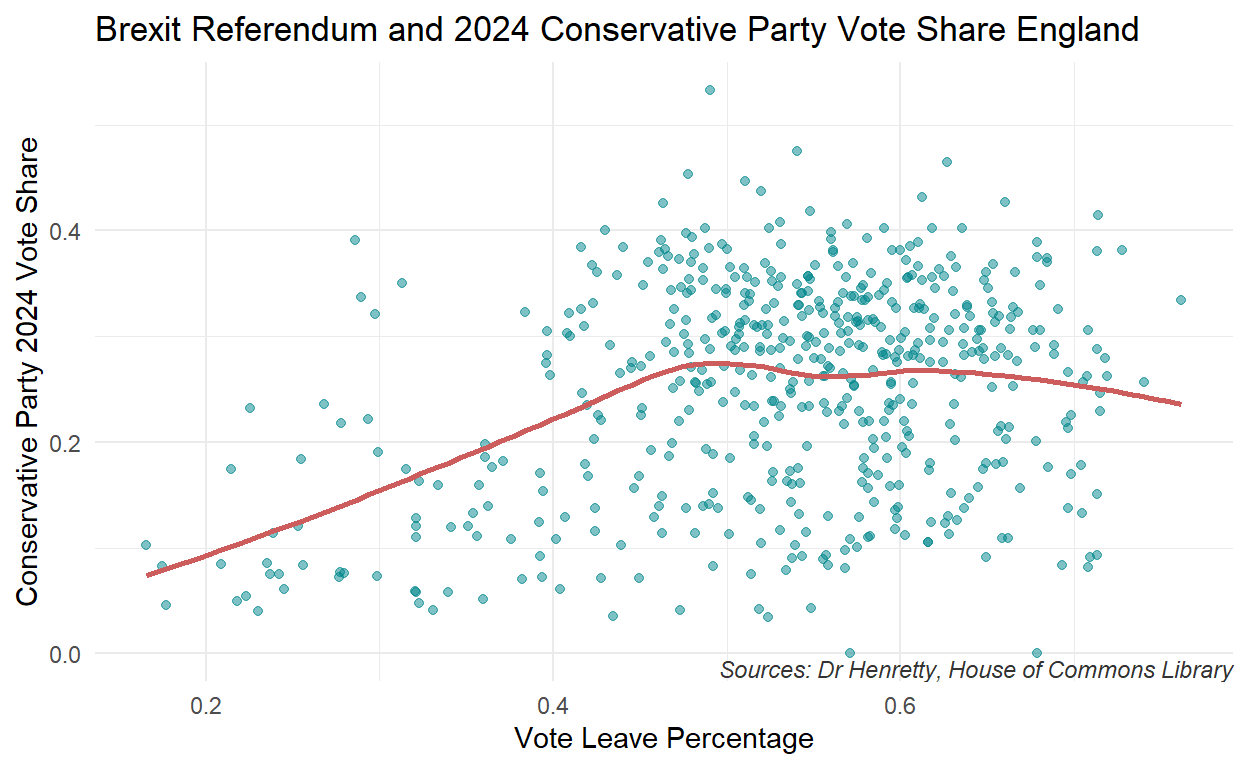 Brexit Referendum and 2024 Conservative Party Vote Share England
Conservative Party 2024 Vote Share
0.4
0.2
0.0
Sources: Dr Henretty, House of Commons Library
0.2 0.4 0.6
Vote Leave Percentage